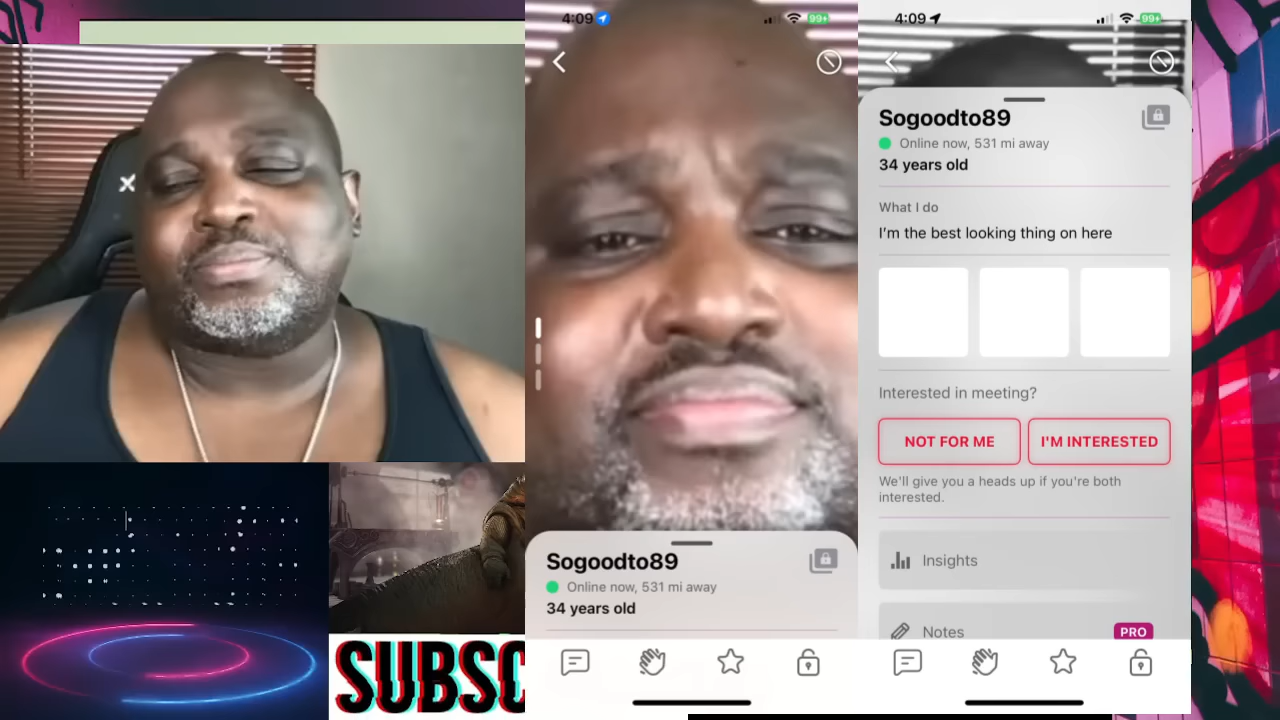 SUBSC
4:09
99+
Sogoodto89
Online now, 531 mi away
34 years old
4:09
99+
Sogoodto89
Online now, 531 mi away
34 years old
What I do
I'm the best looking thing on here
Interested in meeting?
NOT FOR ME
I'M INTERESTED
We'll give you a heads up if you're both
interested.
Insights
Notes
PRO